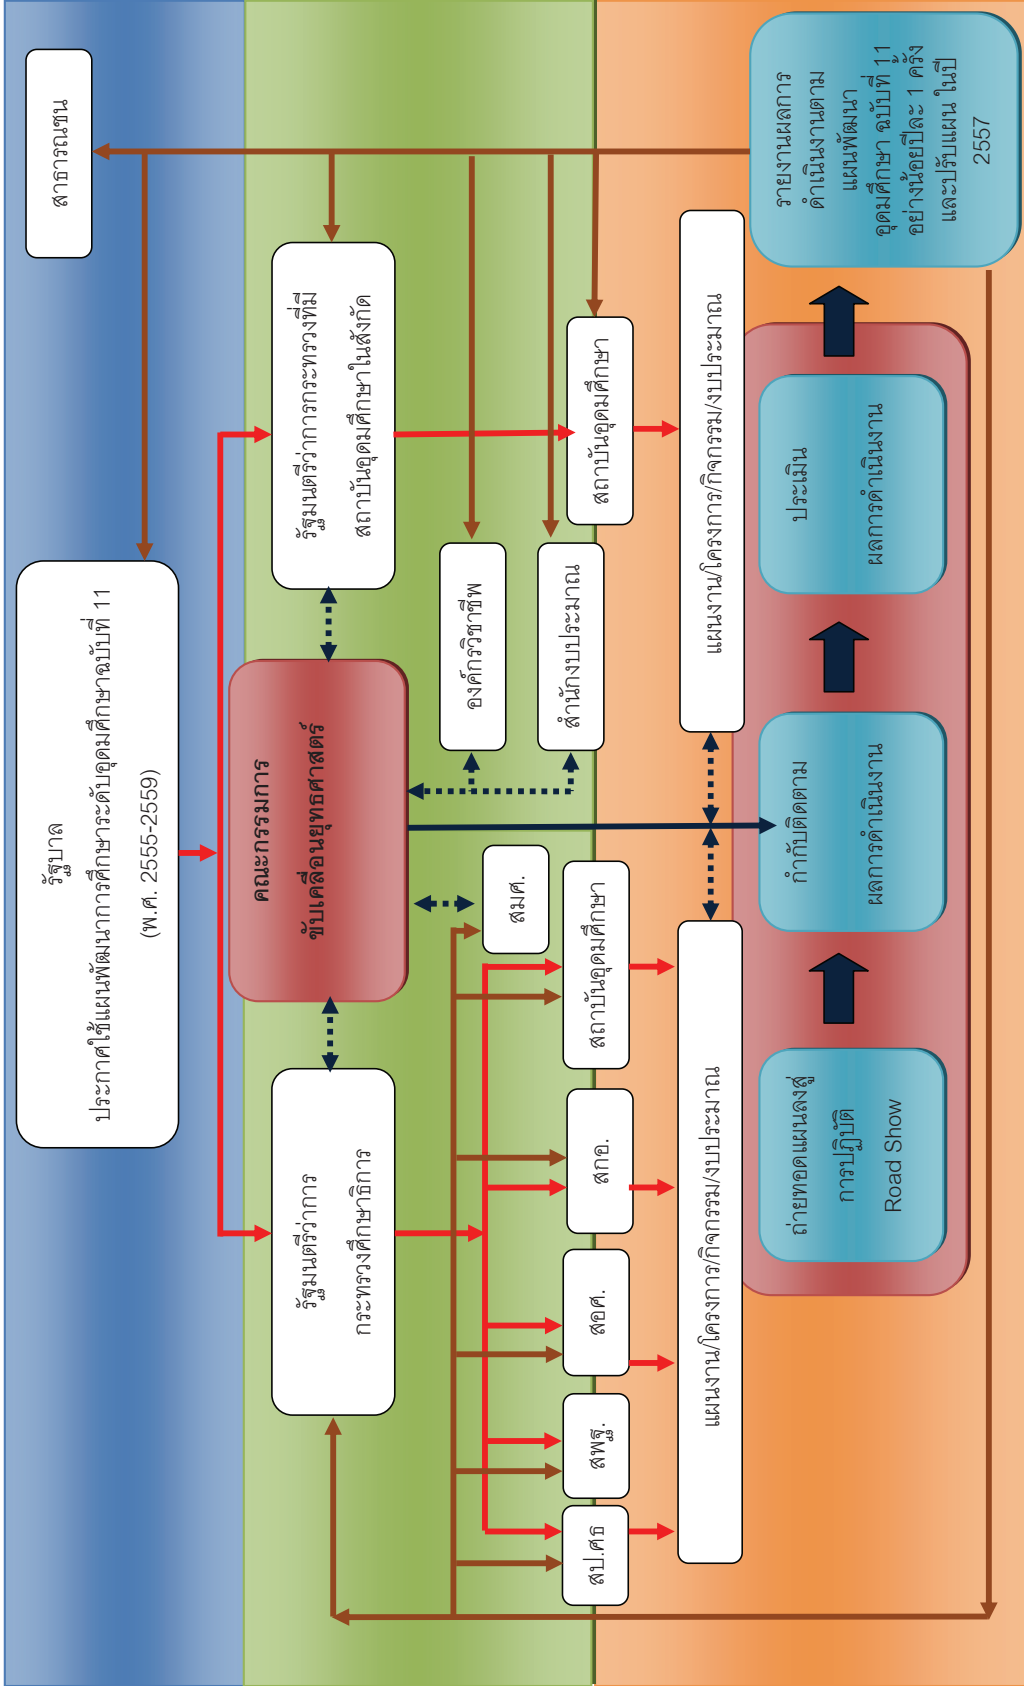 รัฐบาล
ประกาศใช้แผนพัฒนาการศึกษาระดับอุดมศึกษาฉบับที่ 11
(พ.ศ. 2555-2559)
สาธารณชน
รัฐมนตรีว่าการ
กระทรวงศึกษาธิการ
คณะกรรมการ
ขับเคลื่อนยุทธศาสตร์
รัฐมนตรีว่าการกระทรวงที่มี
สถาบันอุดมศึกษาในสังกัด
องค์กรวิชาชีพ
สำนักงบประมาณ
สมศ.
สป.ศธ
สพฐ.
สอศ.
สกอ.
สถาบันอุดมศึกษา
สถาบันอุดมศึกษา
แผนงาน/โครงการ/กิจกรรม/งบประมาณ
แผนงาน/โครงการ/กิจกรรม/งบประมาณ
ถ่ายทอดแผนลงสู่
การปฏิบัติ
Road Show
กำกับติดตาม
ผลการดำเนินงาน
ประเมิน
ผลการดำเนินงาน
รายงานผลการ
ดำเนินงานตาม
แผนพัฒนา
อุดมศึกษา ฉบับที่ 11
อย่างน้อยปีละ 1 ครั้ง
และปรับแผน ในปี
2557